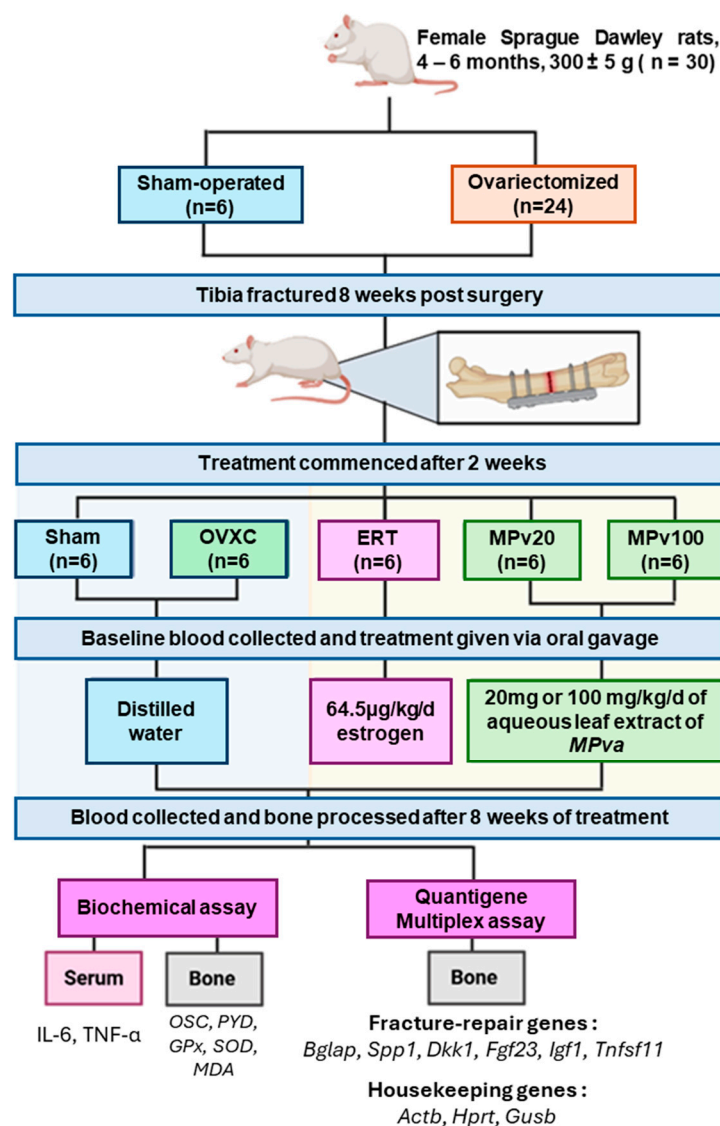 Female Sprague Dawley rats,
4 – 6 months, 300 ± 5 g ( n = 30)
Sham-operated
(n=6)
Ovariectomized
(n=24)
Tibia fractured 8 weeks post surgery
Treatment commenced after 2 weeks
Sham
(n=6)
OVXC
(n=6
ERT
(n=6)
MPv20
(n=6)
MPv100
(n=6)
Baseline blood collected and treatment given via oral gavage
Distilled
water
64.5µg/kg/d
estrogen
20mg or 100 mg/kg/d of
aqueous leaf extract of
MPva
Blood collected and bone processed after 8 weeks of treatment
Biochemical assay
Quantigene
Multiplex assay
Serum
Bone
Bone
IL-6, TNF-α
OSC, PYD,
GPx, SOD,
MDA
Fracture-repair genes :
Bglap, Spp1, Dkk1, Fgf23, Igf1, Tnfsf11
Housekeeping genes :
Actb, Hprt, Gusb